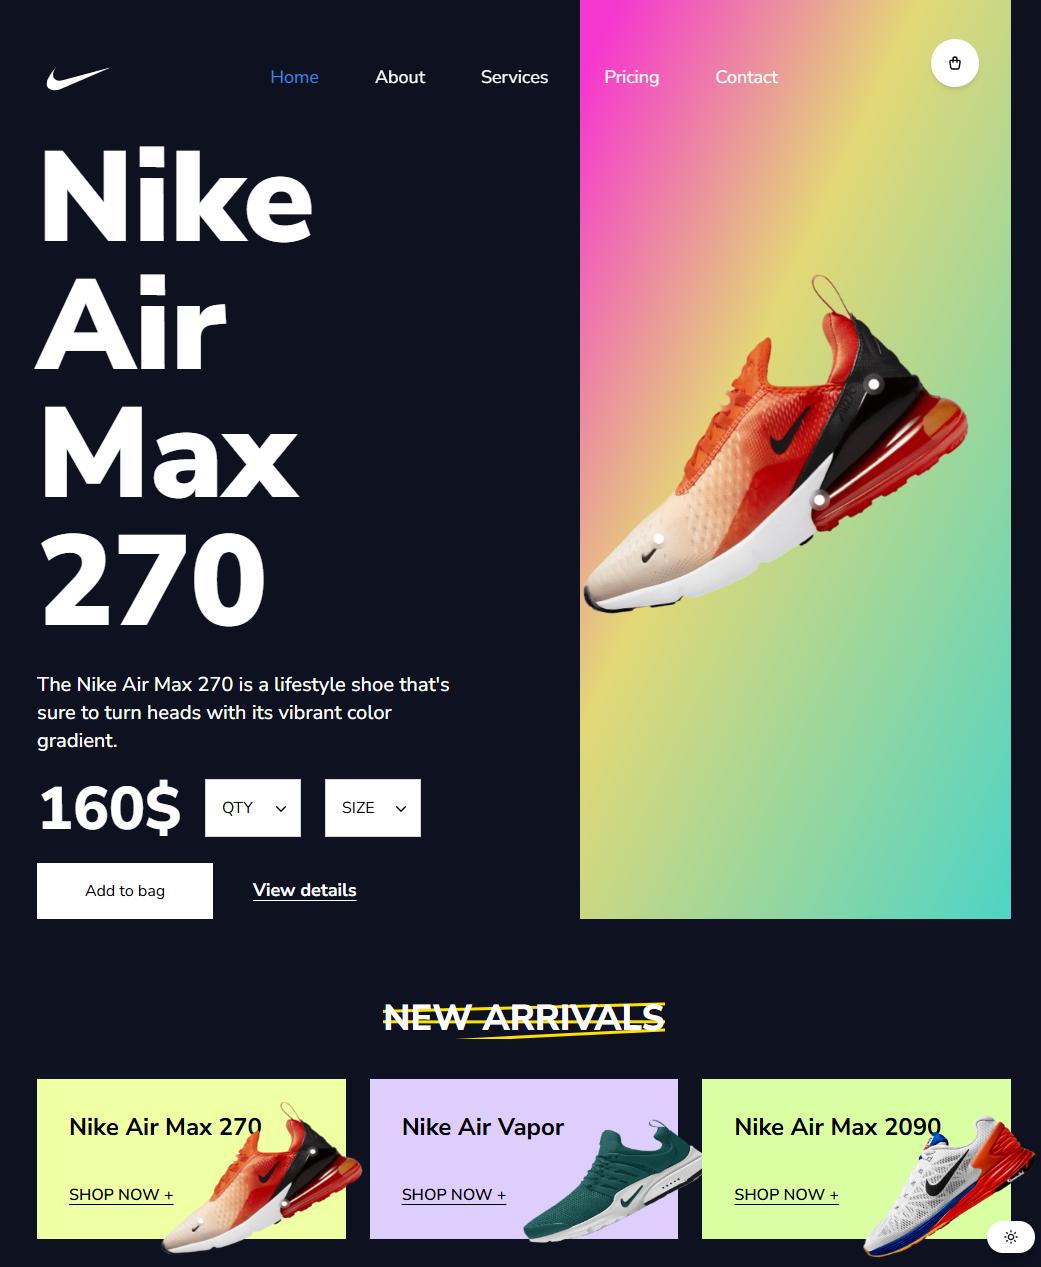 Home About Services Pricing Contact
Nike
Air
Max
270
The Nike Air Max 270 is a lifestyle shoe that's
sure to turn heads with its vibrant color
gradient.
160$ QTY SIZE
Add to bag View details
NEW ARRIVALS
Nike Air Max 270
SHOP NOW +
Nike Air Vapor
SHOP NOW +
Nike Air Max 2090
SHOP NOW +